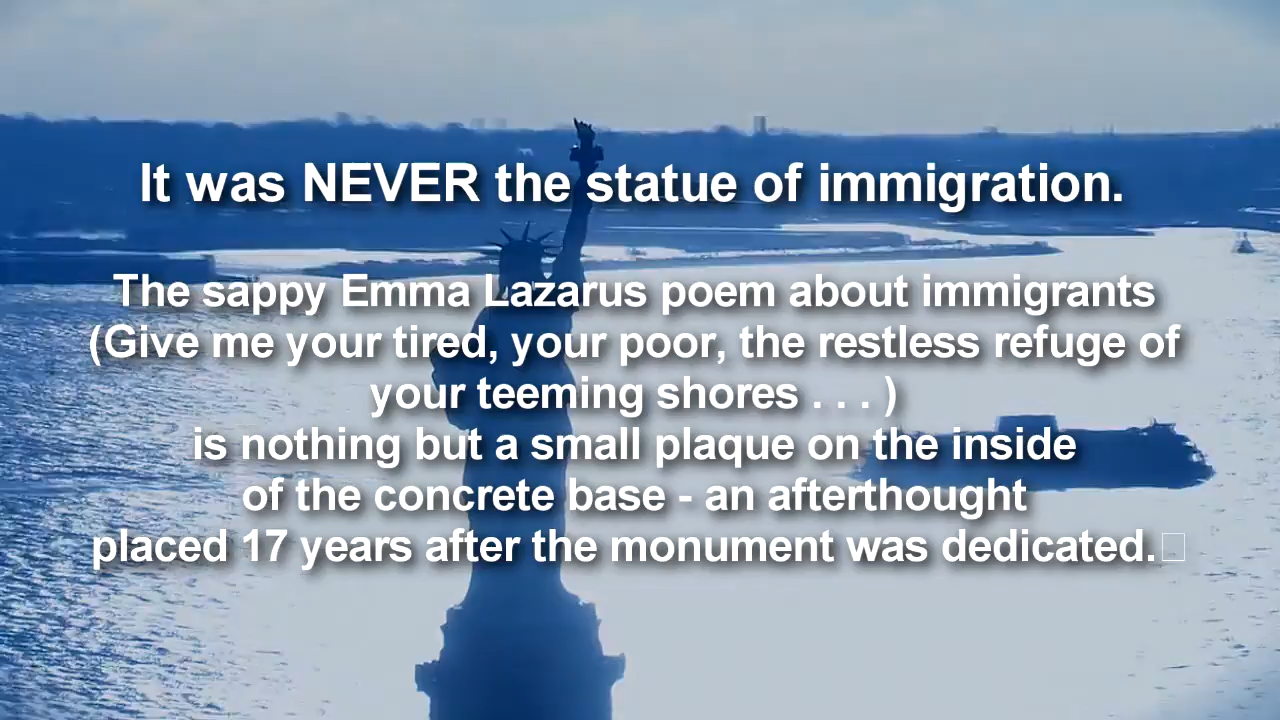 It was NEVER the statue of immigration.
The sappy Emma Lazarus poem about immigrants
(Give me your tired, your poor, the restless refuge of
your teeming shores . . . )
is nothing but a small plaque on the inside
of the concrete base - an afterthought
placed 17 years after the monument was dedicated.